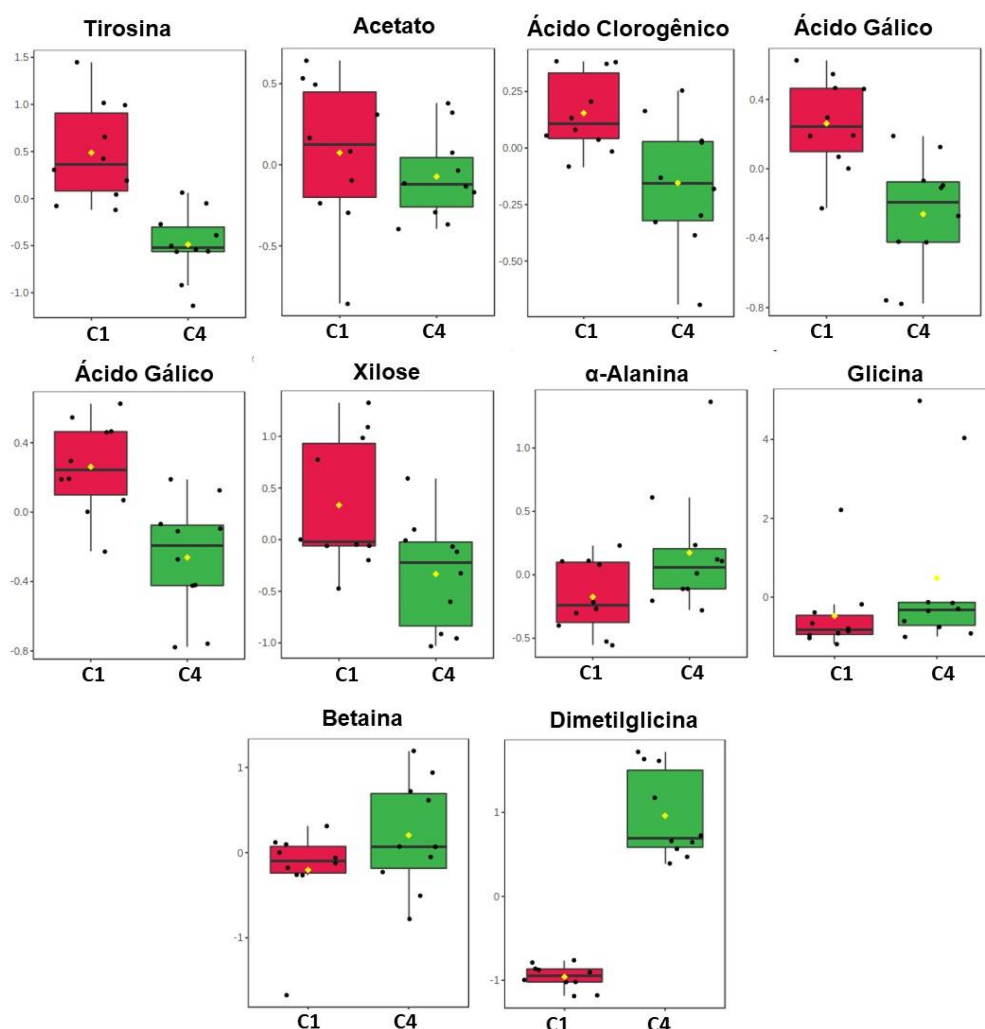 Tirosina
1.5
1.0
0.5
0.0
-0.5
-1.0
C1
C4
Acetato
0.5
0.0
-0.5
C1
C4
Ácido Clorogênico
0.25
0.00
-0.25
-0.50
C1
C4
Ácido Gálico
0.4
0.0
-0.4
-0.8
C1
C4
Ácido Gálico
0.4
0.0
-0.4
-0.8
C1
C4
Xilose
1.0
0.5
0.0
-0.5
-1.0
C1
C4
α-Alanina
1.0
0.5
0.0
-0.5
C1
C4
Glicina
4
2
0
C1
C4
Betaina
1
0
-1
C1
C4
Dimetilglicina
1
0
-1
C1
C4